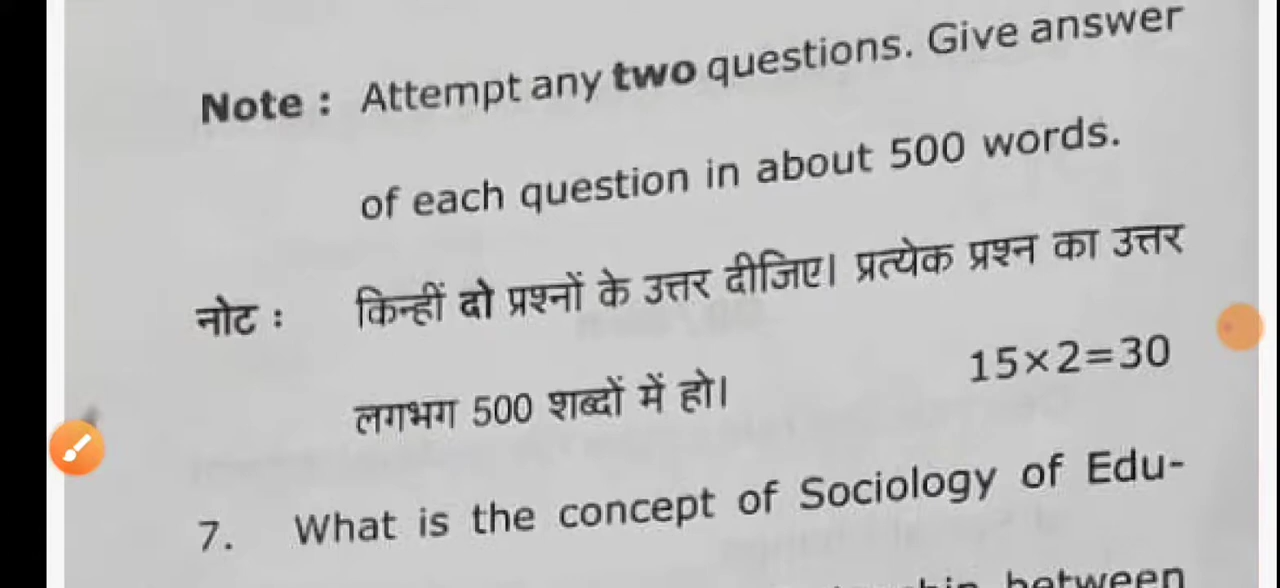 Note : Attempt any two questions. Give answer
of each question in about 500 words.
नोट : किन्हीं दो प्रश्नों के उत्तर दीजिए। प्रत्येक प्रश्न का उत्तर
लगभग 500 शब्दों में हो। 15×2=30
7. What is the concept of Sociology of Edu-
between